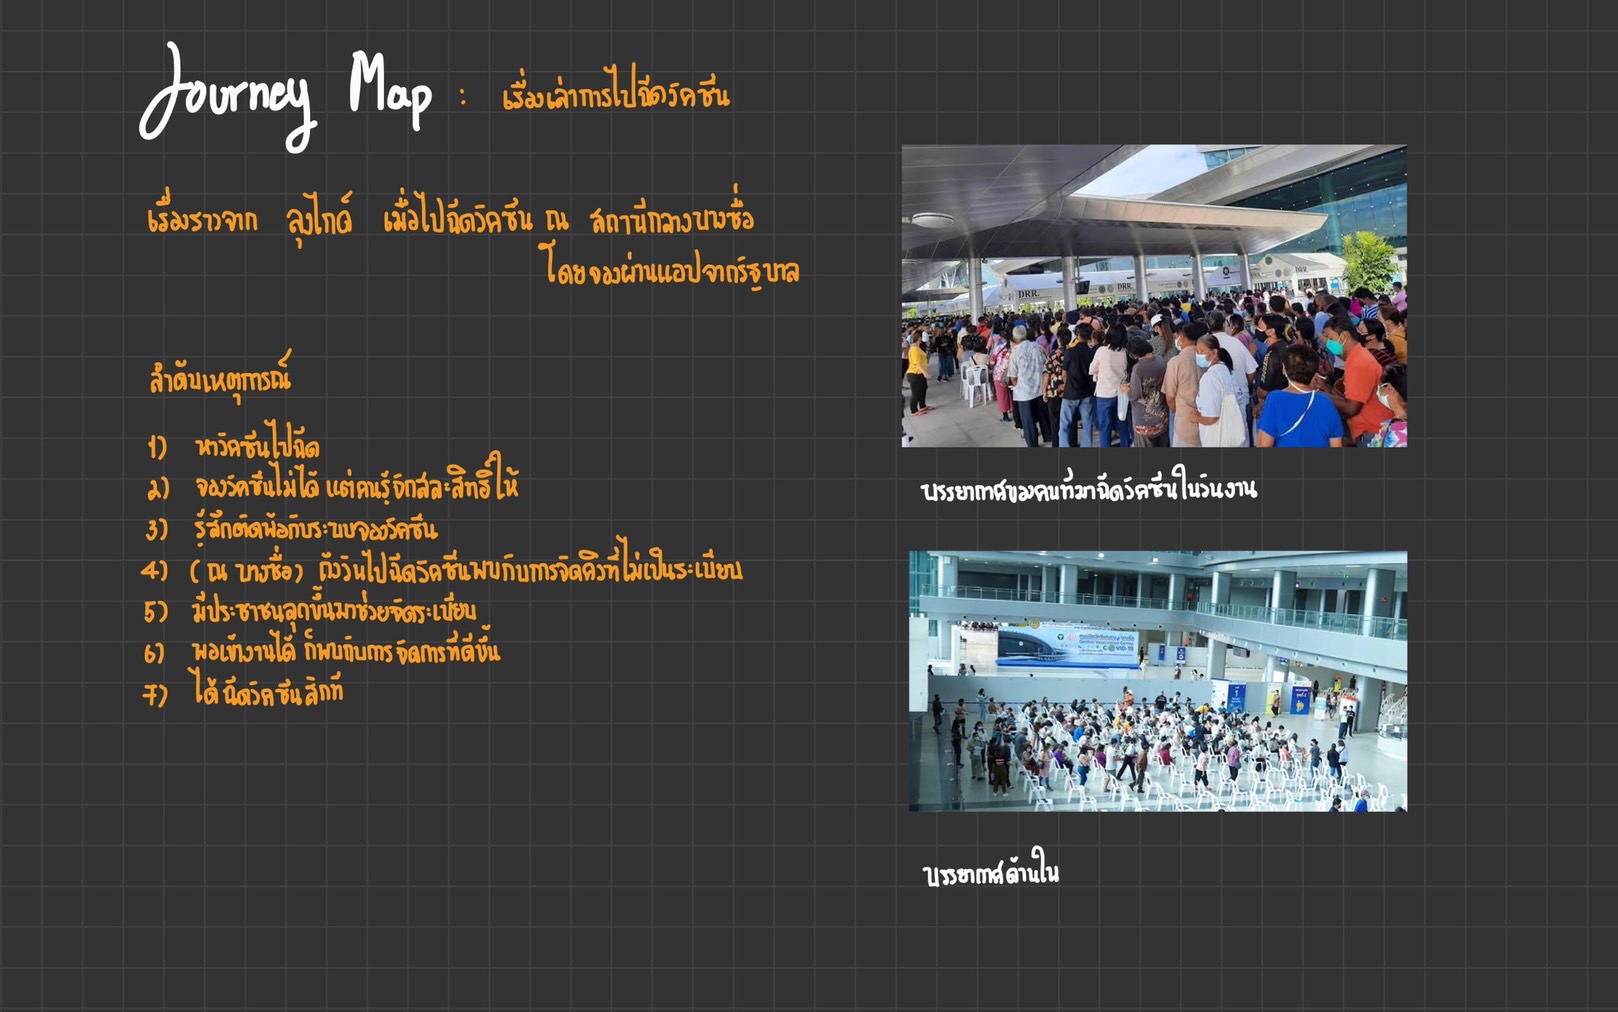 Journey Map : เรื่องเล่าการไปฉีดวัคซีน
เรื่องราวจาก ลุงไกด์ เมื่อไปฉีดวัคซีน ณ สถานีกลางบางซื่อ
โดยจองผ่านแอปจากรัฐบาล
ลำดับเหตุการณ์
1) หาวัคซีนไปฉีด
2) จองวัคซีนไม่ได้ แต่คนรู้จักสละสิทธิ์ให้
3) รู้สึกตัดพ้อกับระบบจองวัคซีน
4) (ณ บางซื่อ) ถึงวันไปฉีดวัคซีนพบกับการจัดคิวที่ไม่เป็นระเบียบ
5) มีประชาชนลุกขึ้นมาช่วยจัดระเบียบ
6) พอเข้างานได้ ก็พบกับการจัดการที่ดีขึ้น
7) ได้ฉีดวัคซีนสักที
DRR.
DRR.
DRR.
บรรยากาศของคนที่มาฉีดวัคซีนในวันงาน
COVID-19
บรรยากาศด้านใน